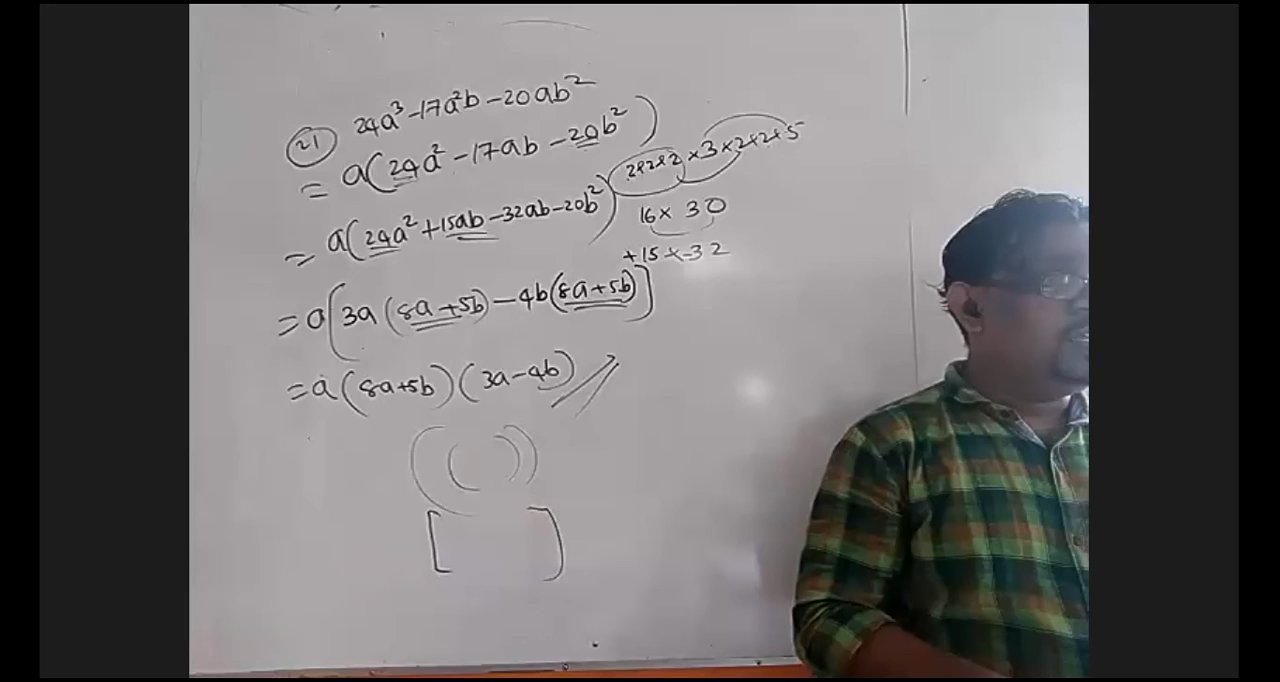 (21) 24a³ - 17a²b - 20ab²
= a(24a² - 17ab - 20b²)
2×2×2×3×2×2×5
= a(24a² + 15ab - 32ab - 20b²)
16 × 30
+15 × -32
= a[3a(8a + 5b) - 4b(8a + 5b)]
= a(8a+5b)(3a-4b)
(( ))
[ ]